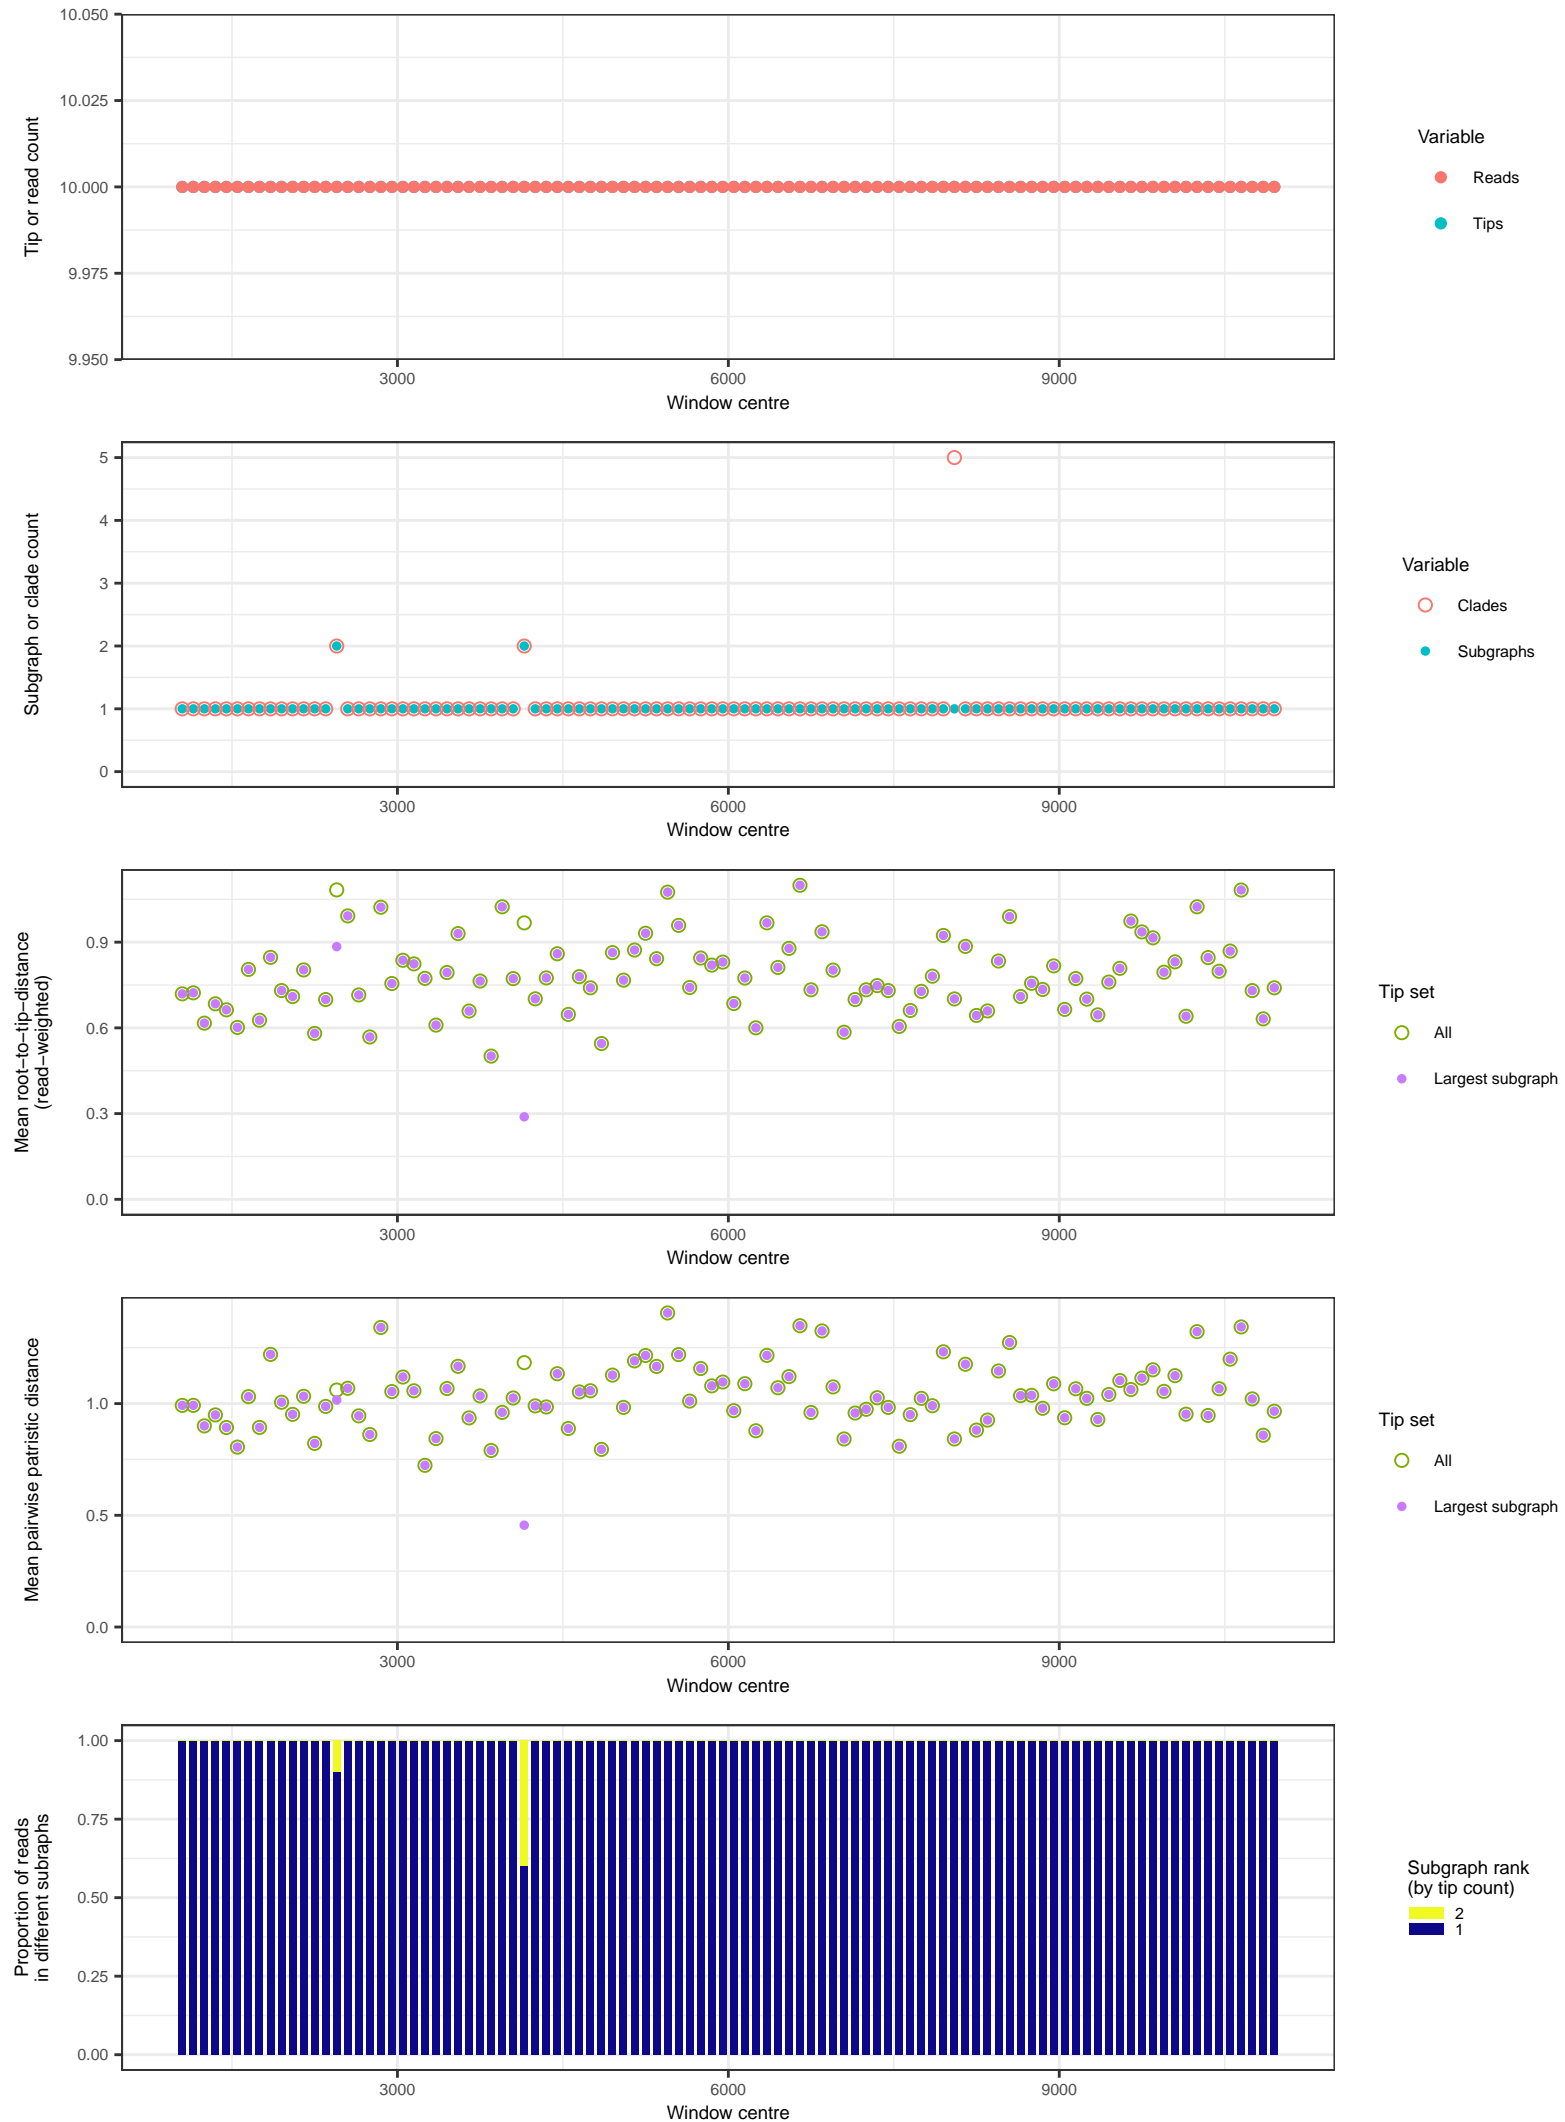 10.050
10.025
10.000
9.975
9.950
Tip or read count
3000
6000
9000
Window centre
Variable
Reads
Tips
5
4
3
2
1
0
Subgraph or clade count
3000
6000
9000
Window centre
Variable
Clades
Subgraphs
0.9
0.6
0.3
0.0
Mean root−to−tip−distance
(read−weighted)
3000
6000
9000
Window centre
Tip set
All
Largest subgraph
1.0
0.5
0.0
Mean pairwise patristic distance
3000
6000
9000
Window centre
Tip set
All
Largest subgraph
1.00
0.75
0.50
0.25
0.00
Proportion of reads
in different subraphs
3000
6000
9000
Window centre
Subgraph rank
(by tip count)
2
1